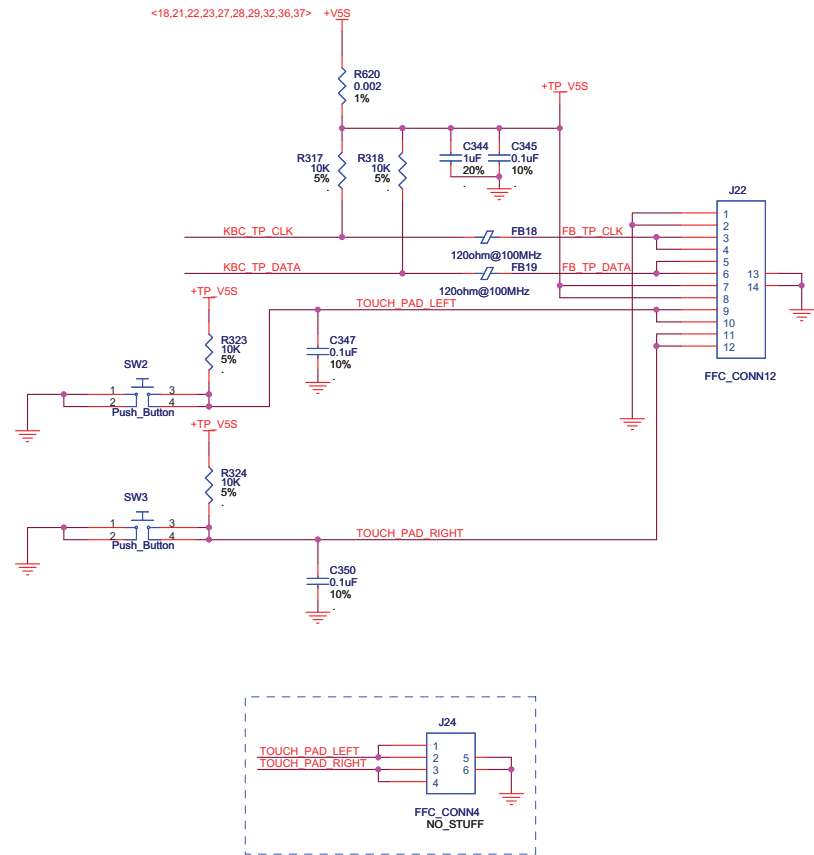 <18,21,22,23,27,28,29,32,36,37> +V5S
R620
0.002
1%
+TP_V5S
R317
10K
5%
.
R318
10K
5%
.
C344
1uF
20%
.
C345
0.1uF
10%
.
J22
1
2
3
4
5
6
7
8
9
10
11
12
13
14
FFC_CONN12
KBC_TP_CLK
FB18
FB_TP_CLK
120ohm@100MHz
KBC_TP_DATA
FB19
FB_TP_DATA
120ohm@100MHz
+TP_V5S
TOUCH_PAD_LEFT
R323
10K
5%
.
C347
0.1uF
10%
.
SW2
1
2
3
4
Push_Button
+TP_V5S
R324
10K
5%
.
SW3
1
2
3
4
Push_Button
TOUCH_PAD_RIGHT
C350
0.1uF
10%
.
J24
TOUCH_PAD_LEFT
TOUCH_PAD_RIGHT
1
2
3
4
5
6
FFC_CONN4
NO_STUFF